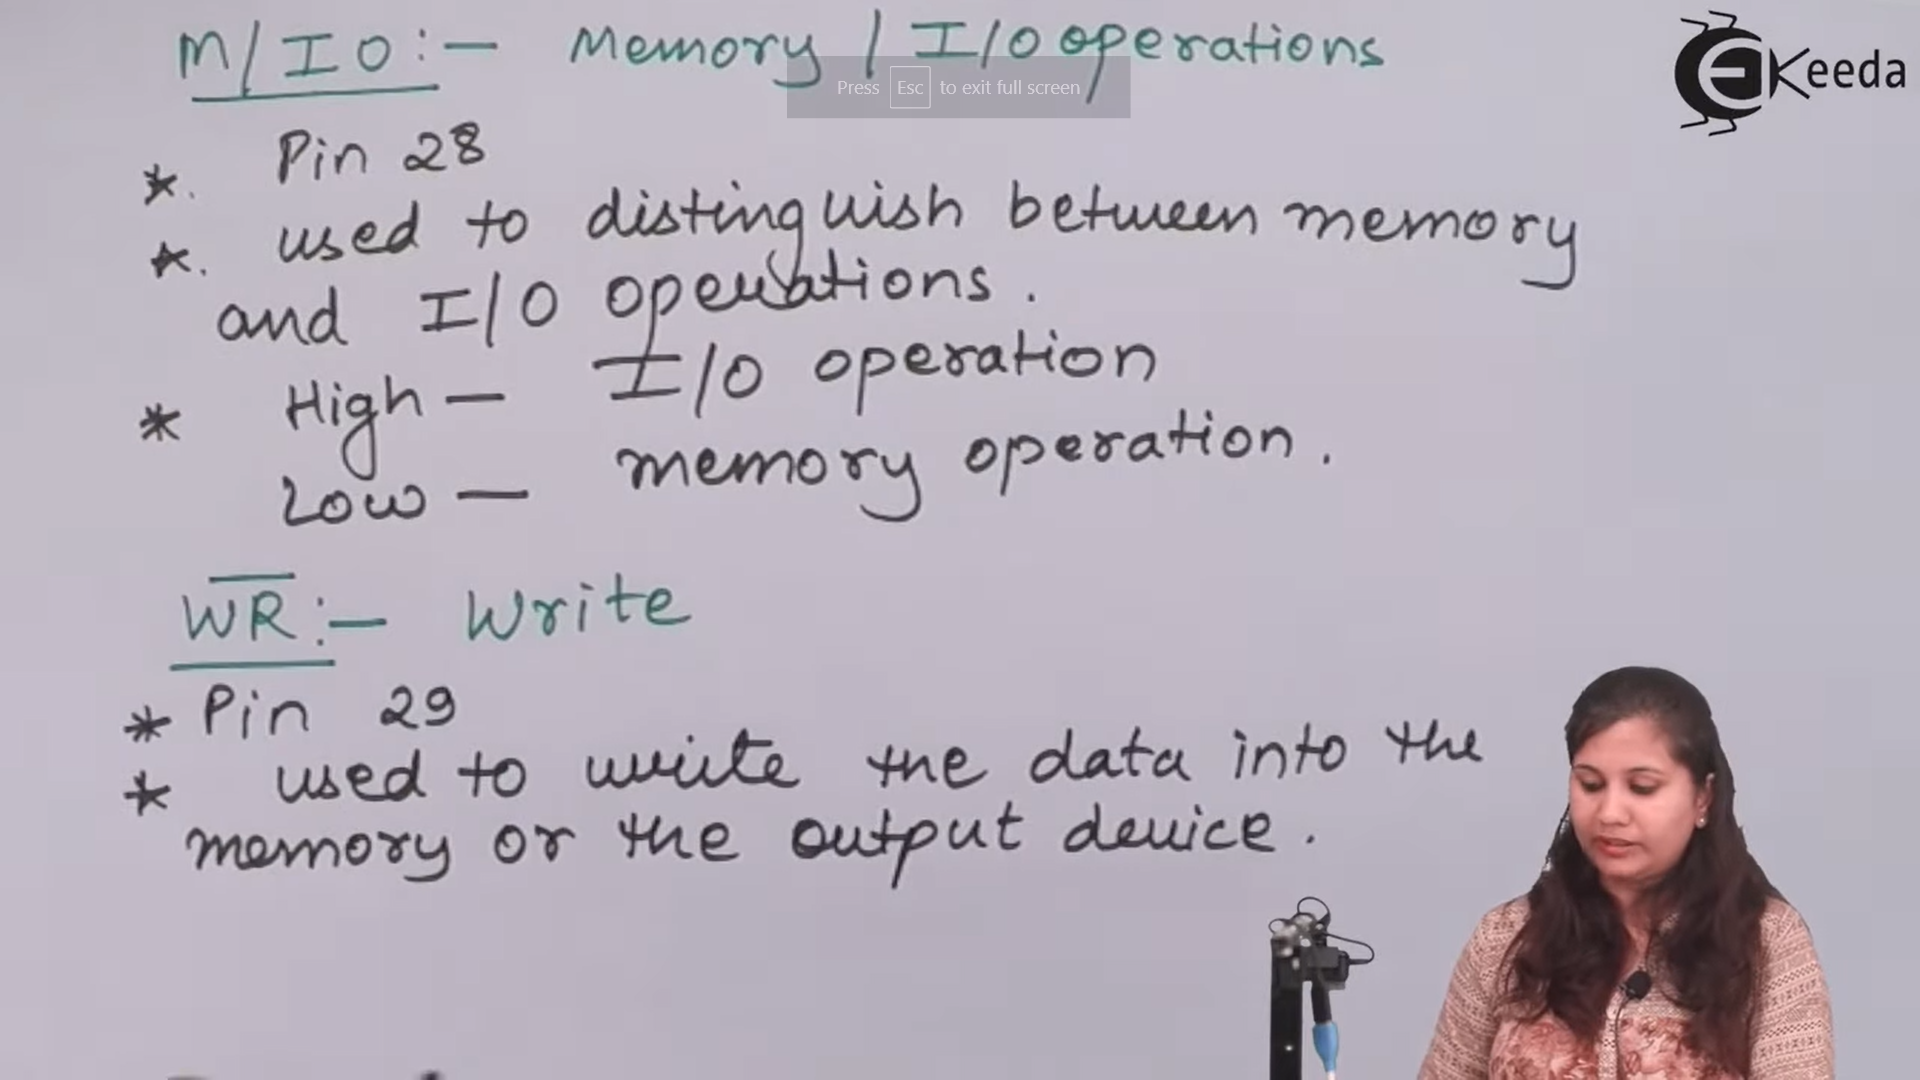 M/IO:- Memory / I/O operations
Press Esc to exit full screen
Keeda
*. Pin 28
*. used to distinguish between memory
and I/O operations.
* High - I/O operation
Low - memory operation.
W̅R̅:- Write
* Pin 29
* used to write the data into the
memory or the output device.